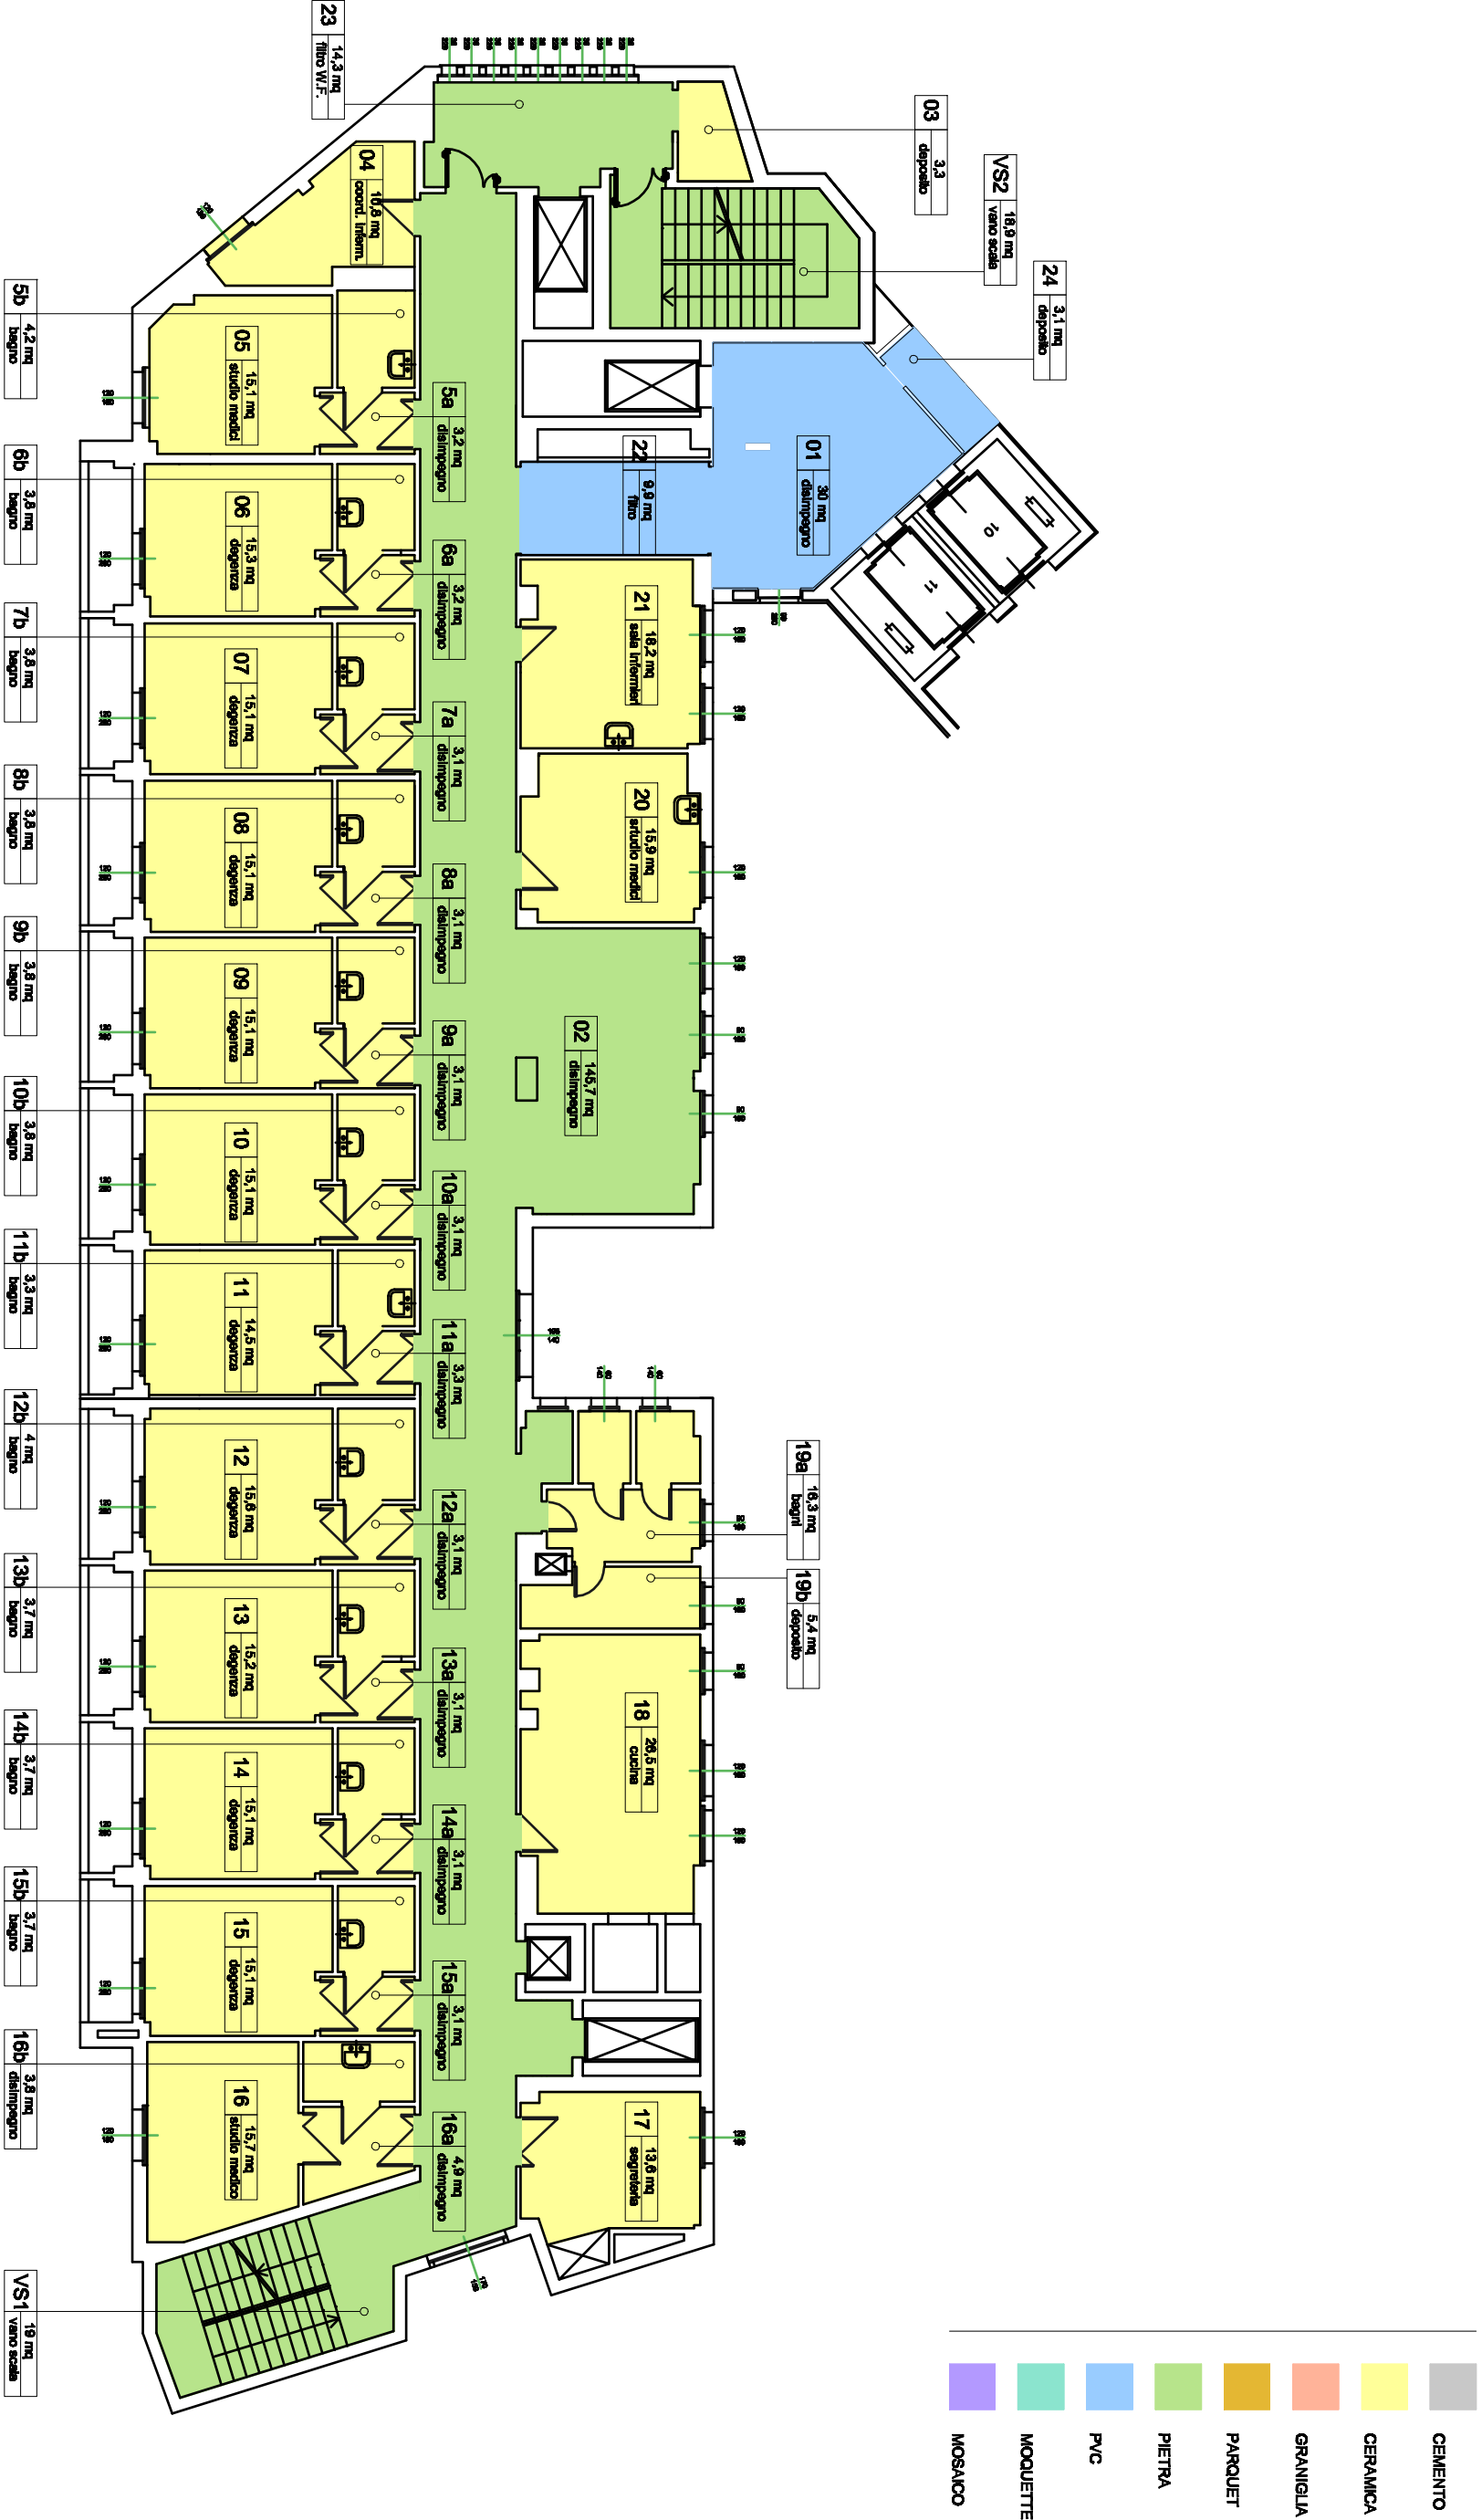 23
14,3 mq
filtro W.F.
03
3,3
deposito
VS2
18,9 mq
vano scala
24
3,1 mq
deposito
04
10,8 mq
coord. Inferm.
01
30 mq
disimpegno
22
9,9 mq
filtro
10
11
5b
4,2 mq
bagno
05
15,1 mq
studio medici
5a
3,2 mq
disimpegno
6b
3,8 mq
bagno
06
15,3 mq
degenza
6a
3,2 mq
disimpegno
21
18,2 mq
sala Infermieri
7b
3,8 mq
bagno
07
15,1 mq
degenza
7a
3,1 mq
disimpegno
20
15,9 mq
srtudio medici
8b
3,8 mq
bagno
08
15,1 mq
degenza
8a
3,1 mq
disimpegno
9b
3,8 mq
bagno
09
15,1 mq
degenza
9a
3,1 mq
disimpegno
02
145,7 mq
disimpegno
10b
3,8 mq
bagno
10
15,1 mq
degenza
10a
3,1 mq
disimpegno
11b
3,3 mq
bagno
11
14,5 mq
degenza
11a
3,3 mq
disimpegno
12b
4 mq
bagno
12
15,6 mq
degenza
12a
3,1 mq
disimpegno
19a
16,3 mq
bagni
19b
5,4 mq
deposito
13b
3,7 mq
bagno
13
15,2 mq
degenza
13a
3,1 mq
disimpegno
18
26,5 mq
cucina
14b
3,7 mq
bagno
14
15,1 mq
degenza
14a
3,1 mq
disimpegno
15b
3,7 mq
bagno
15
15,1 mq
degenza
15a
3,1 mq
disimpegno
16b
3,8 mq
disimpegno
16
15,7 mq
studio medico
16a
4,9 mq
disimpegno
17
13,6 mq
segreteria
VS1
19 mq
vano scala
CEMENTO
CERAMICA
GRANIGLIA
PARQUET
PIETRA
PVC
MOQUETTE
MOSAICO